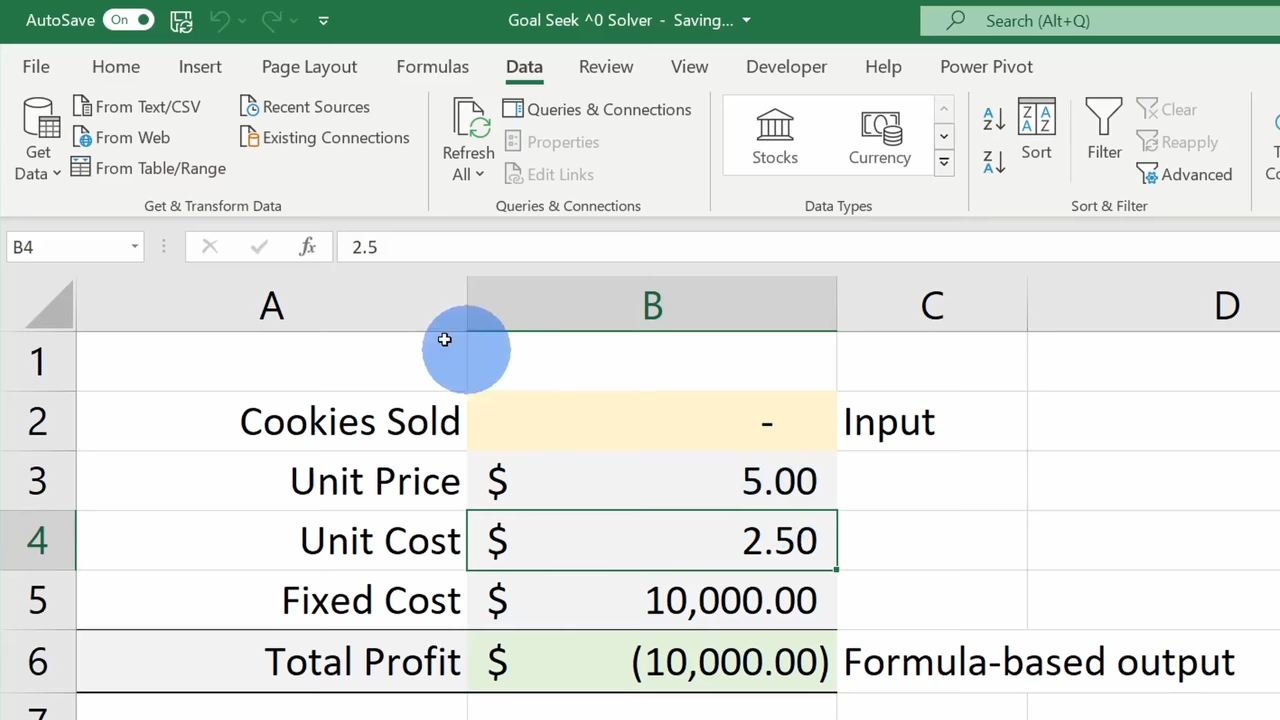 AutoSave On Goal Seek ^0 Solver - Saving... Search (Alt+Q)
File Home Insert Page Layout Formulas Data Review View Developer Help Power Pivot
Get Data
From Text/CSV
From Web
From Table/Range
Recent Sources
Existing Connections
Get & Transform Data
Refresh All
Queries & Connections
Properties
Edit Links
Queries & Connections
Stocks Currency
Data Types
Sort
Filter
Clear
Reapply
Advanced
Sort & Filter
B4 fx 2.5
A B C D
1
2 Cookies Sold - Input
3 Unit Price $ 5.00
4 Unit Cost $ 2.50
5 Fixed Cost $ 10,000.00
6 Total Profit $ (10,000.00) Formula-based output
7